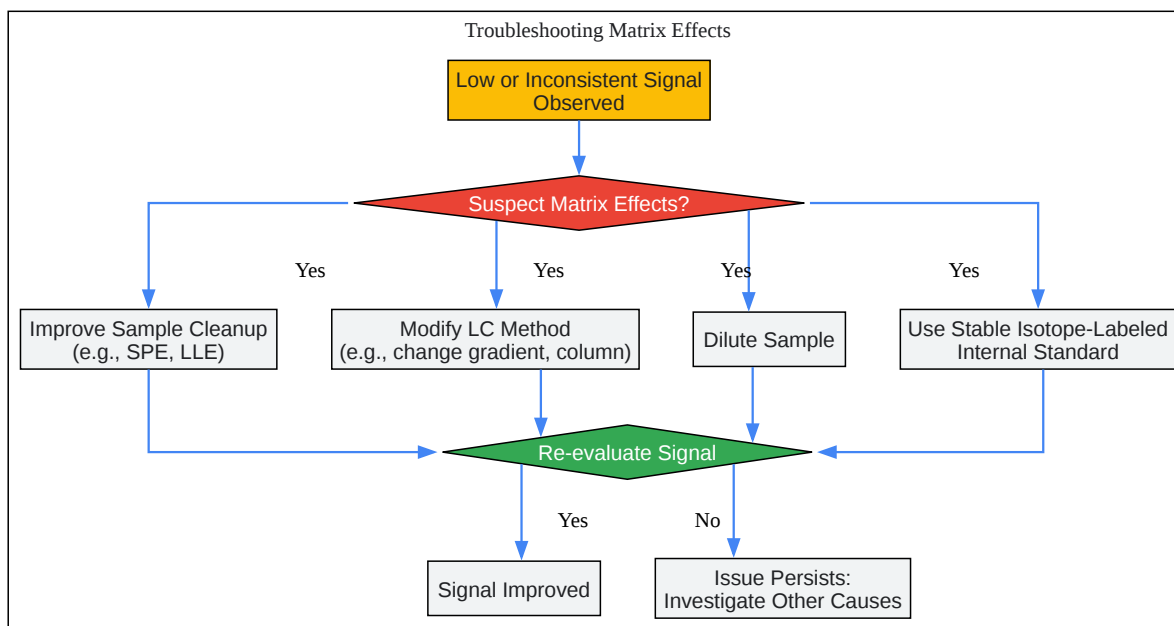 Troubleshooting Matrix Effects
Low or Inconsistent Signal
Observed
Suspect Matrix Effects?
Yes
Yes
Yes
Yes
Improve Sample Cleanup
(e.g., SPE, LLE)
Modify LC Method
(e.g., change gradient, column)
Dilute Sample
Use Stable Isotope-Labeled
Internal Standard
Re-evaluate Signal
Yes
No
Signal Improved
Issue Persists:
Investigate Other Causes